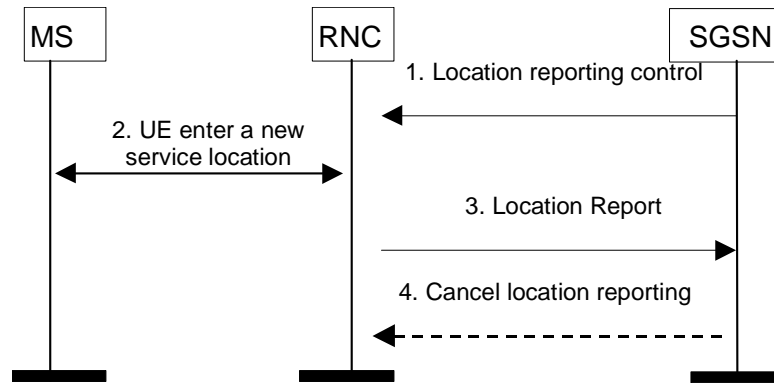 MS
RNC
SGSN
1. Location reporting control
2. UE enter a new
service location
3. Location Report
4. Cancel location reporting